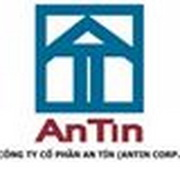 AnTin
CÔNG TY CỔ PHẦN AN TÍN (ANTIN CORP.